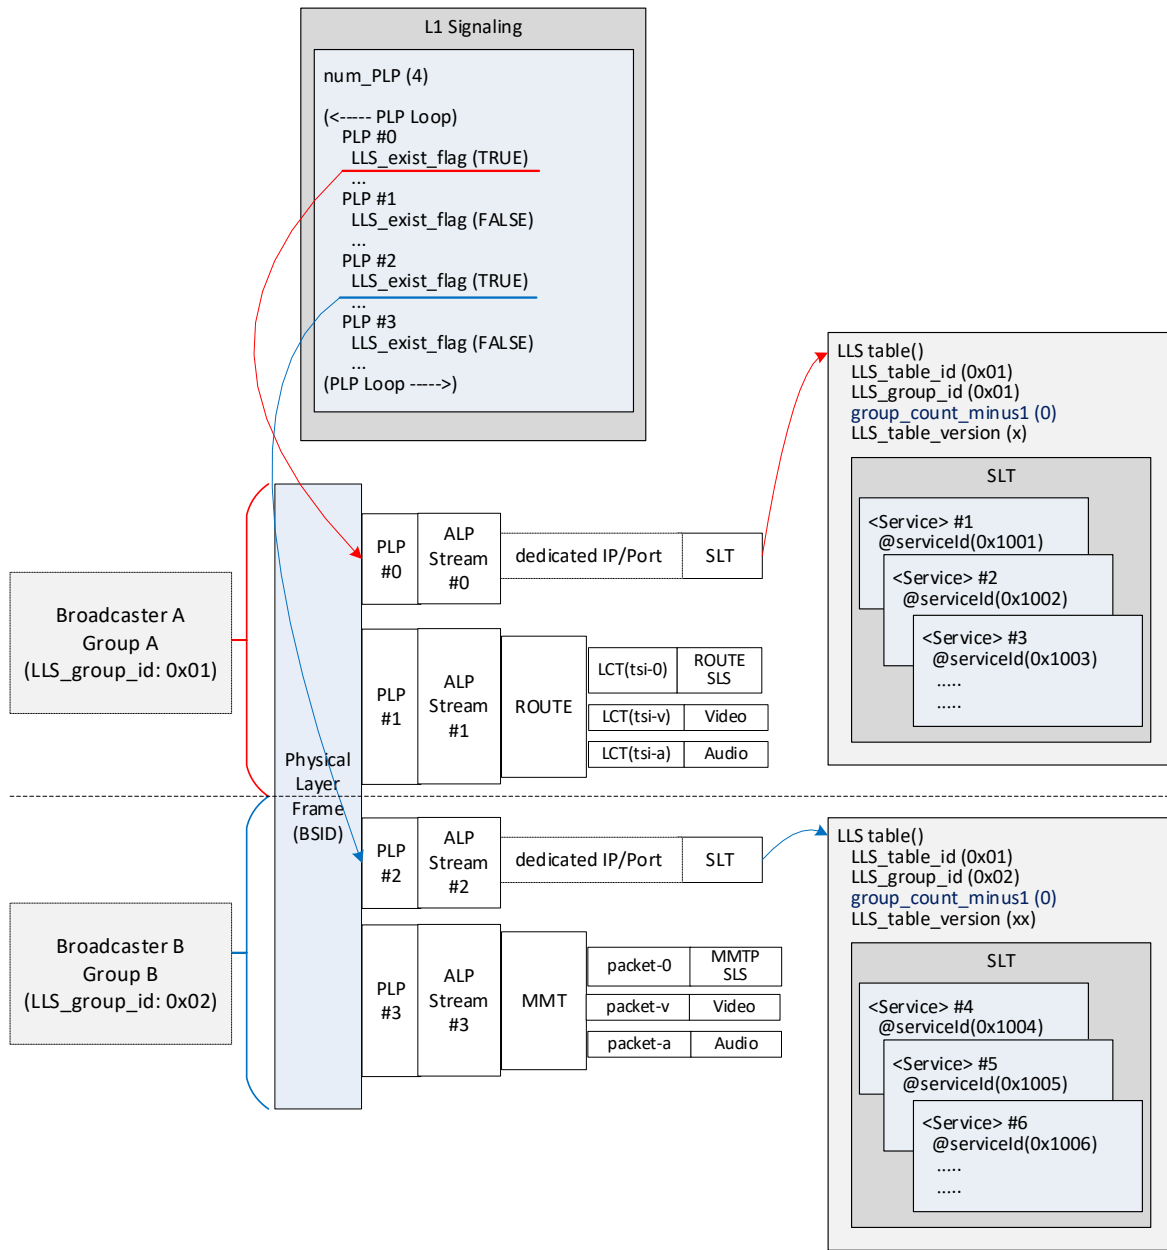 L1 Signaling
num_PLP (4)
(<----- PLP Loop)
PLP #0
LLS_exist_flag (TRUE)
...
PLP #1
LLS_exist_flag (FALSE)
...
PLP #2
LLS_exist_flag (TRUE)
...
PLP #3
LLS_exist_flag (FALSE)
...
(PLP Loop ----->)
Broadcaster A
Group A
(LLS_group_id: 0x01)
Broadcaster B
Group B
(LLS_group_id: 0x02)
Physical
Layer
Frame
(BSID)
PLP
#0
ALP
Stream
#0
dedicated IP/Port
SLT
PLP
#1
ALP
Stream
#1
ROUTE
LCT(tsi-0)
ROUTE
SLS
LCT(tsi-v)
Video
LCT(tsi-a)
Audio
PLP
#2
ALP
Stream
#2
dedicated IP/Port
SLT
PLP
#3
ALP
Stream
#3
MMT
packet-0
MMTP
SLS
packet-v
Video
packet-a
Audio
LLS table()
LLS_table_id (0x01)
LLS_group_id (0x01)
group_count_minus1 (0)
LLS_table_version (x)
SLT
<Service> #1
@serviceId(0x1001)
<Service> #2
@serviceId(0x1002)
<Service> #3
@serviceId(0x1003)
.....
.....
LLS table()
LLS_table_id (0x01)
LLS_group_id (0x02)
group_count_minus1 (0)
LLS_table_version (xx)
SLT
<Service> #4
@serviceId(0x1004)
<Service> #5
@serviceId(0x1005)
<Service> #6
@serviceId(0x1006)
.....
.....